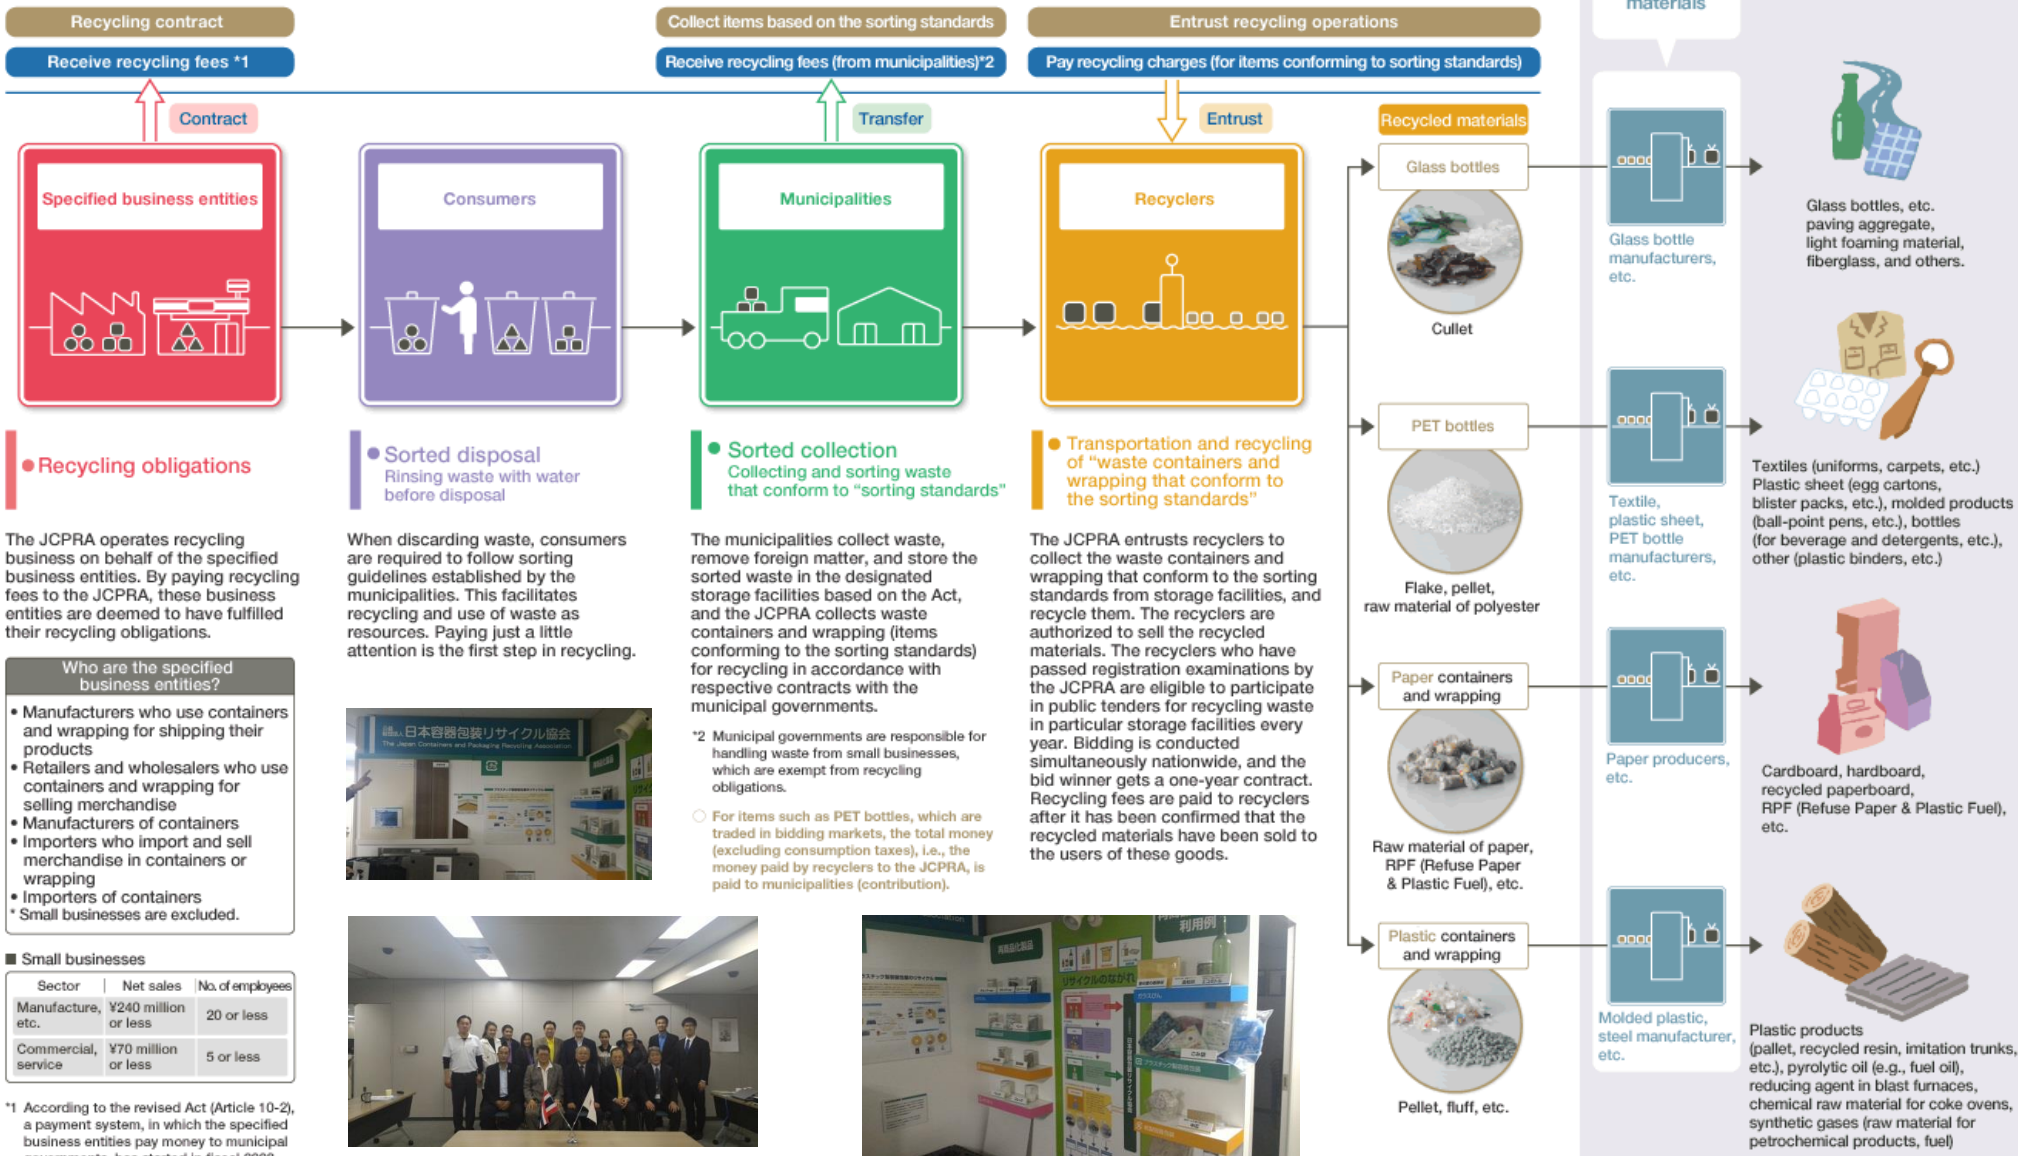 Recycling contract
Receive recycling fees *1
Collect items based on the sorting standards
Receive recycling fees (from municipalities)*2
Entrust recycling operations
Pay recycling charges (for items conforming to sorting standards)
materials
Contract
Transfer
Entrust
Specified business entities
Consumers
Municipalities
Recyclers
Recycling obligations
The JCPRA operates recycling
business on behalf of the specified
business entities. By paying recycling
fees to the JCPRA, these business
entities are deemed to have fulfilled
their recycling obligations.
Who are the specified
business entities?
• Manufacturers who use containers
and wrapping for shipping their
products
• Retailers and wholesalers who use
containers and wrapping for
selling merchandise
• Manufacturers of containers
• Importers who import and sell
merchandise in containers or
wrapping
• Importers of containers
* Small businesses are excluded.
■ Small businesses
Sector | Net sales | No. of employees
Manufacture, etc. | ¥240 million or less | 20 or less
Commercial, service | ¥70 million or less | 5 or less
*1 According to the revised Act (Article 10-2),
a payment system, in which the specified
business entities pay money to municipal
● Sorted disposal
Rinsing waste with water
before disposal
When discarding waste, consumers
are required to follow sorting
guidelines established by the
municipalities. This facilitates
recycling and use of waste as
resources. Paying just a little
attention is the first step in recycling.
日本容器包装リサイクル協会
The Japan Containers and Packaging Recycling Association
● Sorted collection
Collecting and sorting waste
that conform to “sorting standards”
The municipalities collect waste,
remove foreign matter, and store the
sorted waste in the designated
storage facilities based on the Act,
and the JCPRA collects waste
containers and wrapping (items
conforming to the sorting standards)
for recycling in accordance with
respective contracts with the
municipal governments.
*2 Municipal governments are responsible for
handling waste from small businesses,
which are exempt from recycling
obligations.
For items such as PET bottles, which are
traded in bidding markets, the total money
(excluding consumption taxes), i.e., the
money paid by recyclers to the JCPRA, is
paid to municipalities (contribution).
● Transportation and recycling
of “waste containers and
wrapping that conform to
the sorting standards”
The JCPRA entrusts recyclers to
collect the waste containers and
wrapping that conform to the sorting
standards from storage facilities, and
recycle them. The recyclers are
authorized to sell the recycled
materials. The recyclers who have
passed registration examinations by
the JCPRA are eligible to participate
in public tenders for recycling waste
in particular storage facilities every
year. Bidding is conducted
simultaneously nationwide, and the
bid winner gets a one-year contract.
Recycling fees are paid to recyclers
after it has been confirmed that the
recycled materials have been sold to
the users of these goods.
利用例
再商品化製品
リサイクルのながれ
Recycled materials
Glass bottles
Cullet
PET bottles
Flake, pellet,
raw material of polyester
Paper containers
and wrapping
Raw material of paper,
RPF (Refuse Paper
& Plastic Fuel), etc.
Plastic containers
and wrapping
Pellet, fluff, etc.
Glass bottle
manufacturers,
etc.
Textile,
plastic sheet,
PET bottle
manufacturers,
etc.
Paper producers,
etc.
Molded plastic,
steel manufacturer,
etc.
Glass bottles, etc.
paving aggregate,
light foaming material,
fiberglass, and others.
Textiles (uniforms, carpets, etc.)
Plastic sheet (egg cartons,
blister packs, etc.), molded products
(ball-point pens, etc.), bottles
(for beverage and detergents, etc.),
other (plastic binders, etc.)
Cardboard, hardboard,
recycled paperboard,
RPF (Refuse Paper & Plastic Fuel),
etc.
Plastic products
(pallet, recycled resin, imitation trunks,
etc.), pyrolytic oil (e.g., fuel oil),
reducing agent in blast furnaces,
chemical raw material for coke ovens,
synthetic gases (raw material for
petrochemical products, fuel)